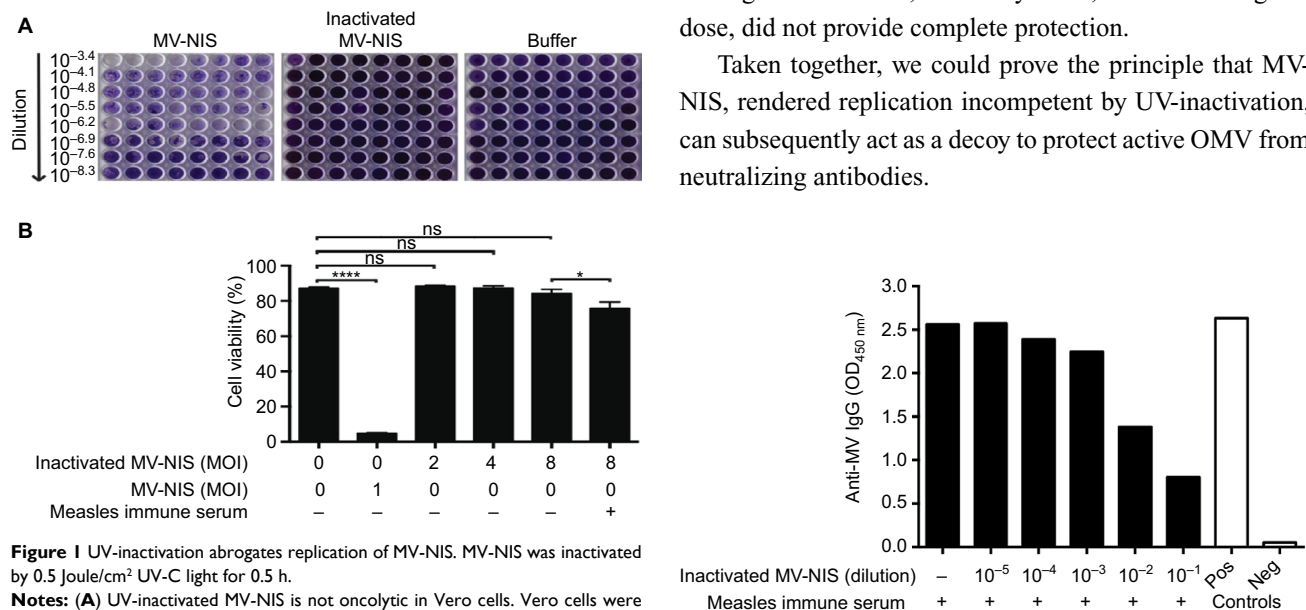 A
MV-NIS
Inactivated
MV-NIS
Buffer
Dilution
10⁻³·⁴
10⁻⁴·¹
10⁻⁴·⁸
10⁻⁵·⁵
10⁻⁶·²
10⁻⁶·⁹
10⁻⁷·⁶
10⁻⁸·³
B
ns
ns
ns
****
*
Cell viability (%)
100
80
60
40
20
0
Inactivated MV-NIS (MOI) 0 0 2 4 8 8
MV-NIS (MOI) 0 1 0 0 0 0
Measles immune serum – – – – – +
Figure 1 UV-inactivation abrogates replication of MV-NIS. MV-NIS was inactivated
by 0.5 Joule/cm² UV-C light for 0.5 h.
Notes: (A) UV-inactivated MV-NIS is not oncolytic in Vero cells. Vero cells were
dose, did not provide complete protection.
Taken together, we could prove the principle that MV-
NIS, rendered replication incompetent by UV-inactivation,
can subsequently act as a decoy to protect active OMV from
neutralizing antibodies.
Anti-MV IgG (OD450 nm)
3.0
2.5
2.0
1.5
1.0
0.5
0.0
Inactivated MV-NIS (dilution) – 10⁻⁵ 10⁻⁴ 10⁻³ 10⁻² 10⁻¹ Pos Neg
Measles immune serum + + + + + + Controls